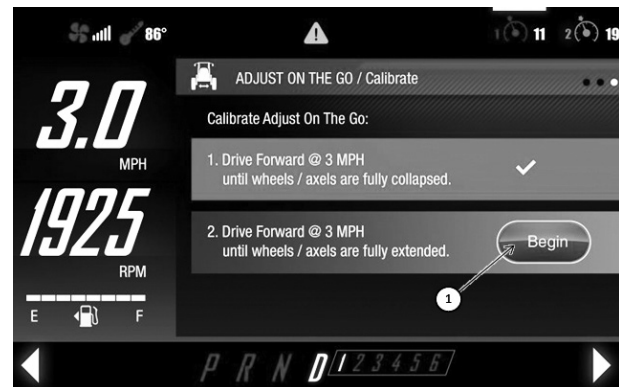 86°
1 11 2 19
ADJUST ON THE GO / Calibrate
3.0
MPH
1925
RPM
E F
Calibrate Adjust On The Go:
1. Drive Forward @ 3 MPH
until wheels / axels are fully collapsed.
2. Drive Forward @ 3 MPH
until wheels / axels are fully extended.
Begin
1
P R N D 1 2 3 4 5 6